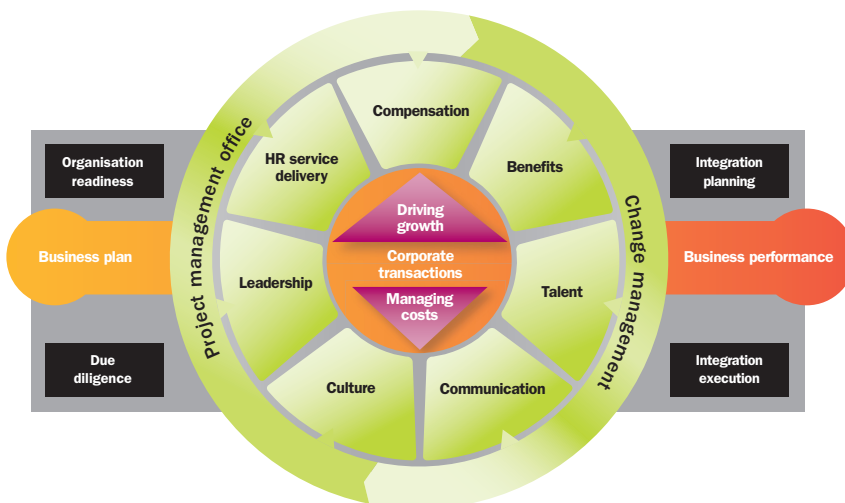 Project management office
Change management
Compensation
HR service
delivery
Benefits
Organisation
readiness
Integration
planning
Driving
growth
Business plan
Corporate
transactions
Business performance
Leadership
Talent
Managing
costs
Due
diligence
Culture
Communication
Integration
execution